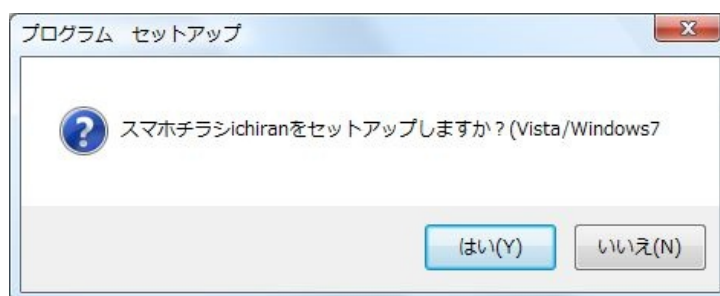 プログラム　セットアップ
スマホチラシichiranをセットアップしますか？(Vista/Windows7
はい(Y)
いいえ(N)